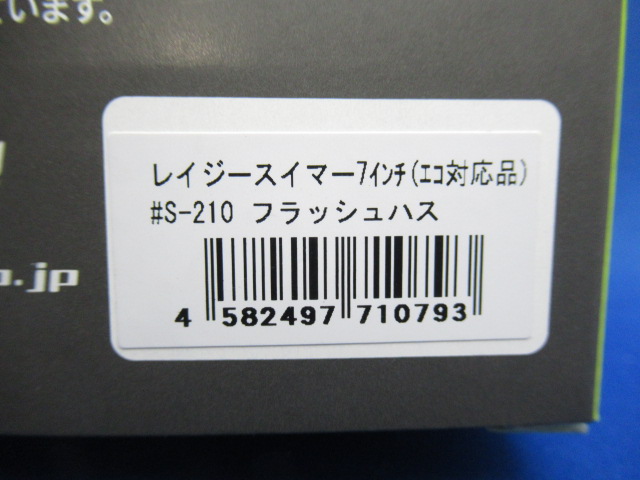 います。
レイジースイマー7ｲﾝﾁ(ｴｺ対応品)
#S-210 フラッシュハス
.jp
4 582497 710793